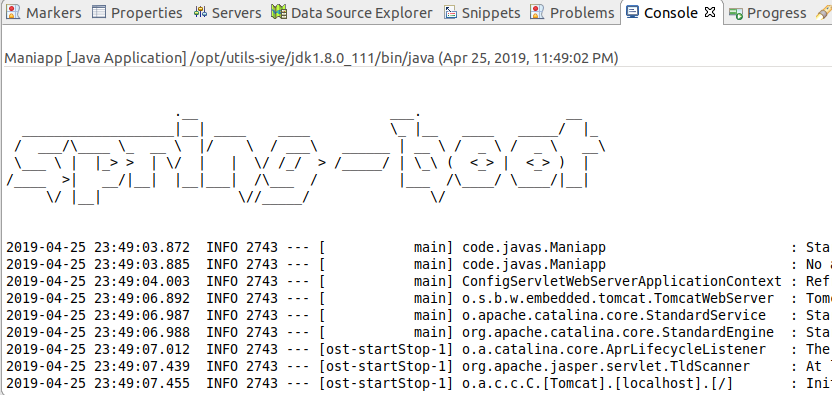 Markers Properties Servers Data Source Explorer Snippets Problems Console Progress
Maniapp [Java Application] /opt/utils-siye/jdk1.8.0_111/bin/java (Apr 25, 2019, 11:49:02 PM)
spring-boot
2019-04-25 23:49:03.872 INFO 2743 --- [ main] code.javas.Maniapp : Sta
2019-04-25 23:49:03.885 INFO 2743 --- [ main] code.javas.Maniapp : No a
2019-04-25 23:49:04.003 INFO 2743 --- [ main] ConfigServletWebServerApplicationContext : Ref
2019-04-25 23:49:06.892 INFO 2743 --- [ main] o.s.b.w.embedded.tomcat.TomcatWebServer : Tom
2019-04-25 23:49:06.987 INFO 2743 --- [ main] o.apache.catalina.core.StandardService : Sta
2019-04-25 23:49:06.988 INFO 2743 --- [ main] org.apache.catalina.core.StandardEngine : Sta
2019-04-25 23:49:07.012 INFO 2743 --- [ost-startStop-1] o.a.catalina.core.AprLifecycleListener : The
2019-04-25 23:49:07.439 INFO 2743 --- [ost-startStop-1] org.apache.jasper.servlet.TldScanner : At
2019-04-25 23:49:07.455 INFO 2743 --- [ost-startStop-1] o.a.c.c.C.[Tomcat].[localhost].[/] : Ini